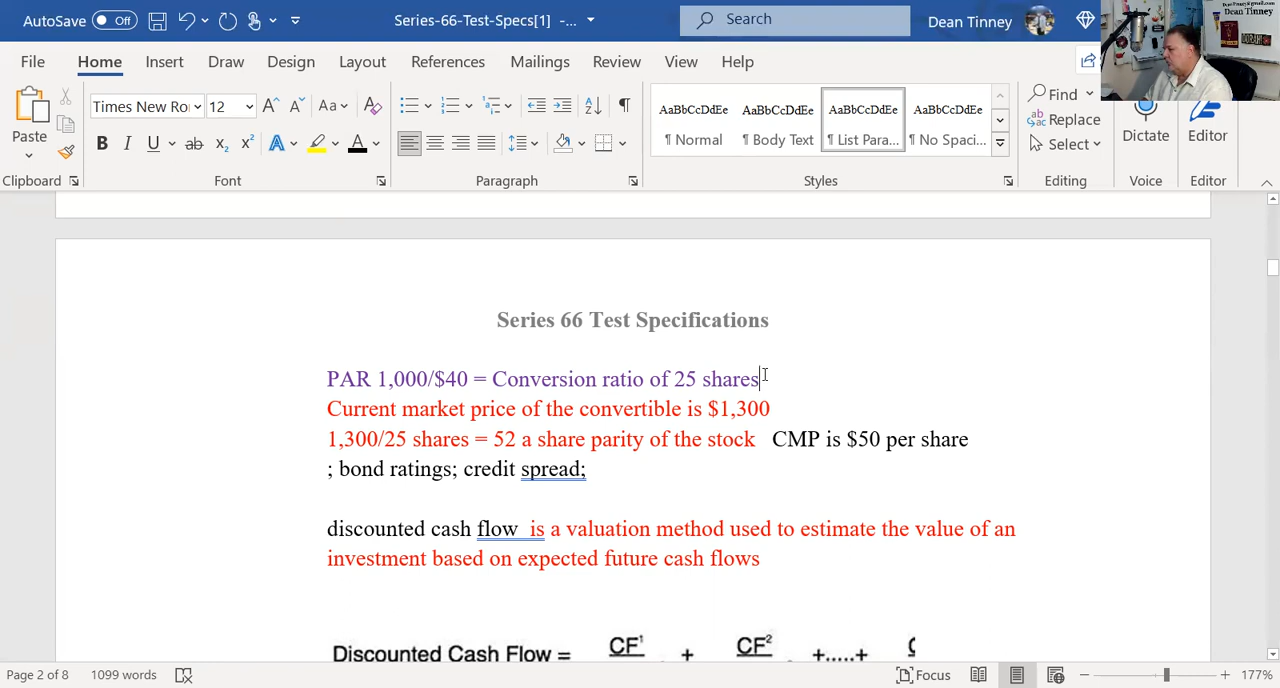 AutoSave Off Series-66-Test-Specs[1] -... Search Dean Tinney
File Home Insert Draw Design Layout References Mailings Review View Help
Times New Ro 12 Aa
Paste
Clipboard Font Paragraph Styles Editing Voice Editor
AaBbCcDdEe AaBbCcDdEe AaBbCcDdEe AaBbCcDdEe
¶ Normal ¶ Body Text ¶ List Para... ¶ No Spaci...
Find
Replace
Select
Dictate
Editor
Dean Tinney
Series 66 Test Specifications
PAR 1,000/$40 = Conversion ratio of 25 shares
Current market price of the convertible is $1,300
1,300/25 shares = 52 a share parity of the stock CMP is $50 per share
; bond ratings; credit spread;
discounted cash flow is a valuation method used to estimate the value of an
investment based on expected future cash flows
Discounted Cash Flow = CF¹ + CF² +.....+
Page 2 of 8 1099 words Focus 177%